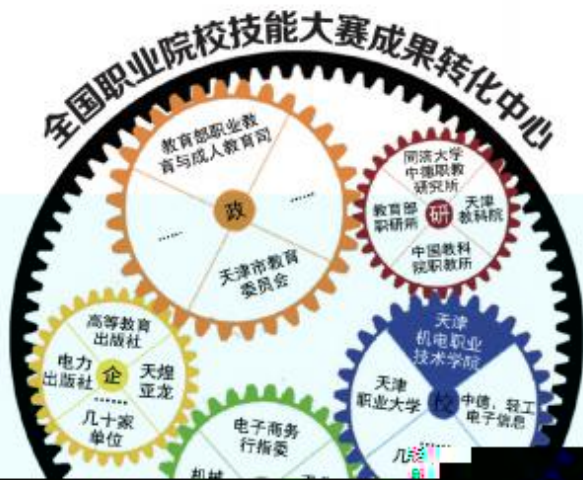 全国职业院校技能大赛成果转化中心
教育部职业教
育与成人教育司
......
政
......
天津市教育
委员会
同济大学
中德职教
研究所
教育部
职研所
研
天津
教科院
中国教科
院职教所
高等教育
出版社
电力
出版社
企
天煌
亚龙
......
几十家
单位
天津
机电职业
技术学院
天津
职业大学
校
中德、轻工
电子信息
......
几
电子商务
行指委
机械